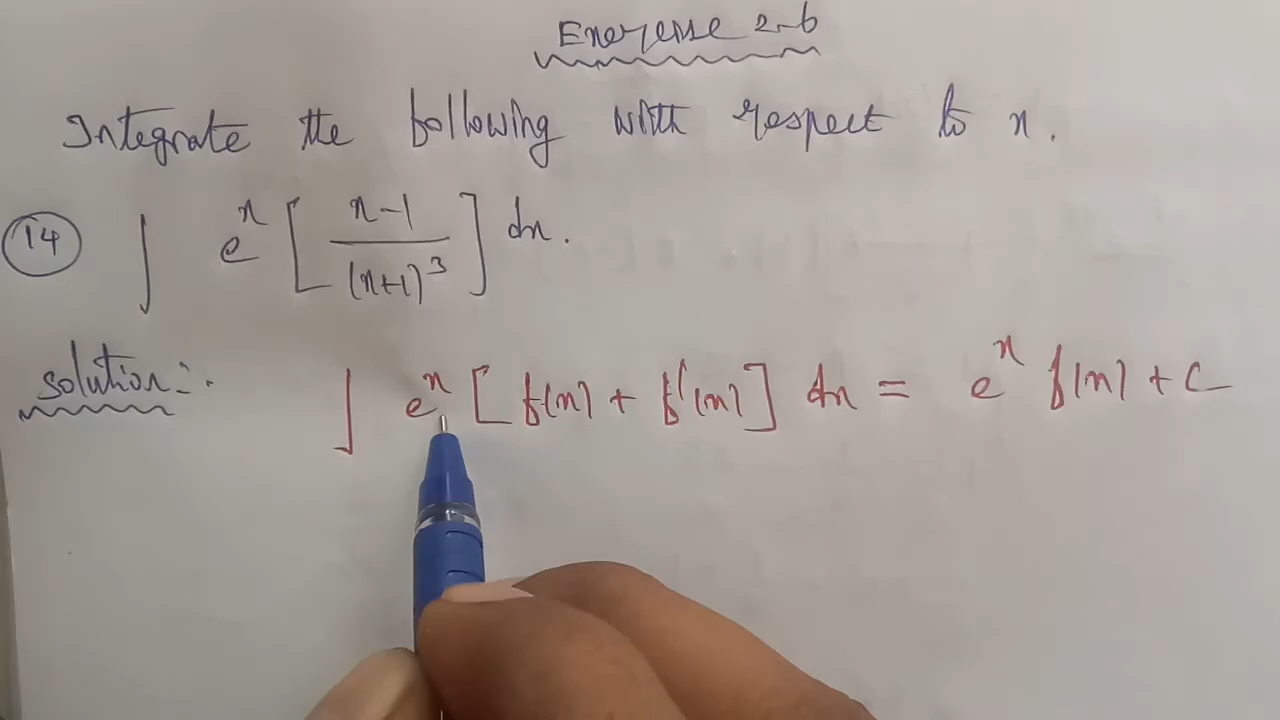 Exercise 2.6
Integrate the following with respect to x.
(14) ∫ e^x [ (x-1) / (x+1)^3 ] dx.
solution:-
∫ e^x [ f(x) + f'(x) ] dx = e^x f(x) + c